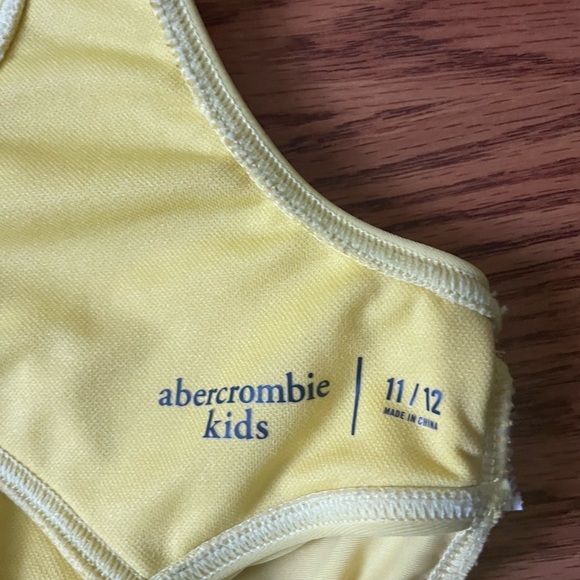 abercrombie
kids
11/12
MADE IN CHINA